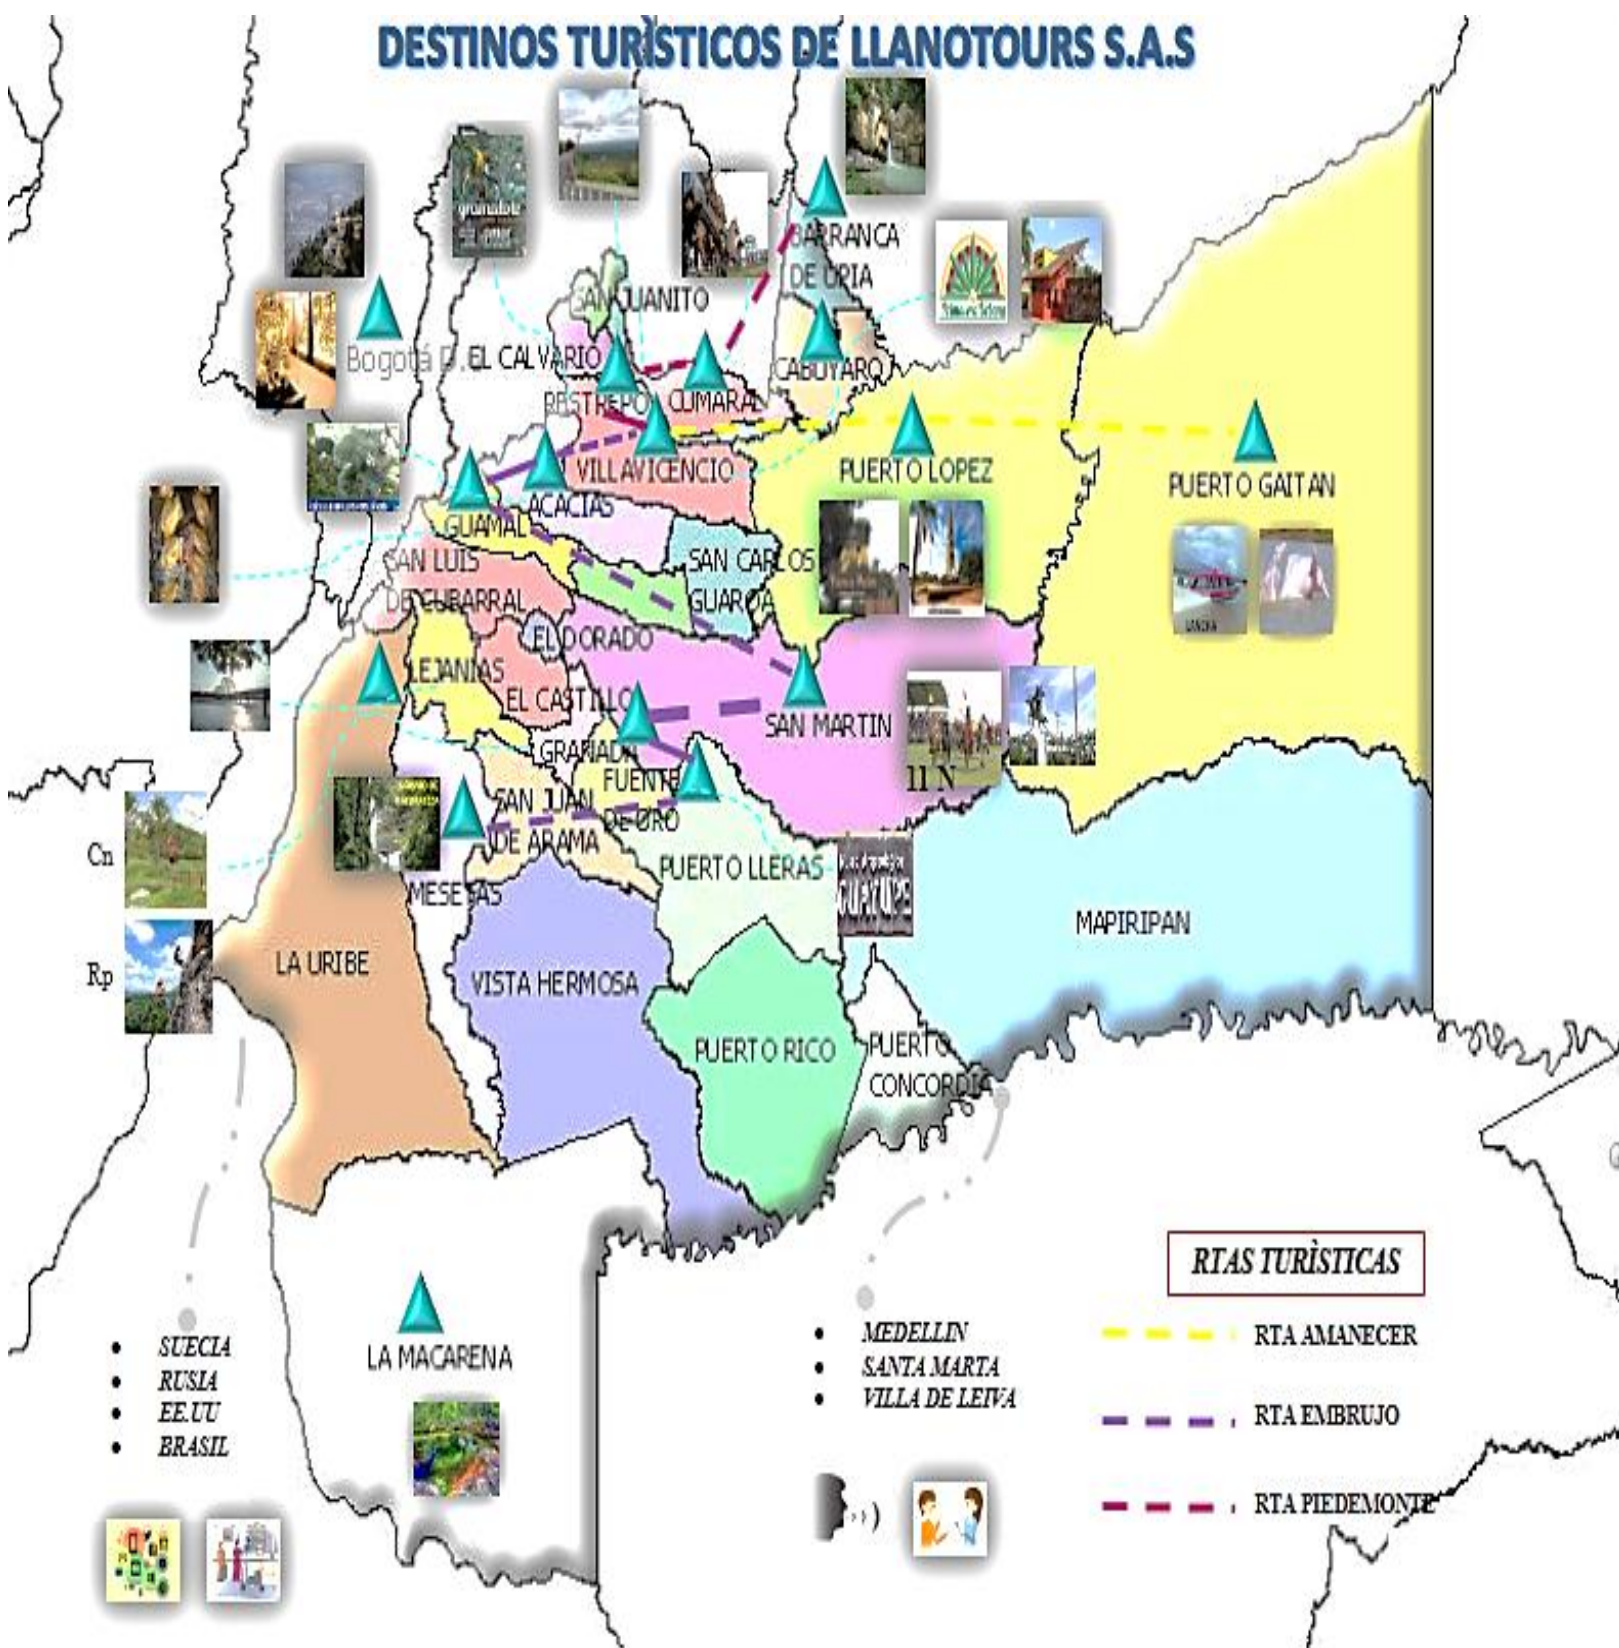 DESTINOS TURÌSTICOS DE LLANOTOURS S.A.S
gramalote
BARRANCA
DE UPIA
SAN JUANITO
Bogotá D.C
EL CALVARIO
CABUYARO
RESTREPO
CUMARAL
VILLAVICENCIO
PUERTO LOPEZ
PUERTO GAITAN
ACACIAS
GUAMAL
SAN LUIS
DE CUBARRAL
SAN CARLOS
GUAROA
LANCHA
EL DORADO
LEJANIAS
EL CASTILLO
SAN MARTIN
GRANADA
11 N
FUENTE
DE ORO
SAN JUAN
DE ARAMA
Cn
PUERTO LLERAS
GUAYUPE
MESETAS
MAPIRIPAN
LA URIBE
Rp
VISTA HERMOSA
PUERTO RICO
PUERTO
CONCORDIA
RTAS TURÌSTICAS
SUECIA
RUSIA
EE.UU
BRASIL
LA MACARENA
MEDELLIN
SANTA MARTA
VILLA DE LEIVA
RTA AMANECER
RTA EMBRUJO
RTA PIEDEMONTE